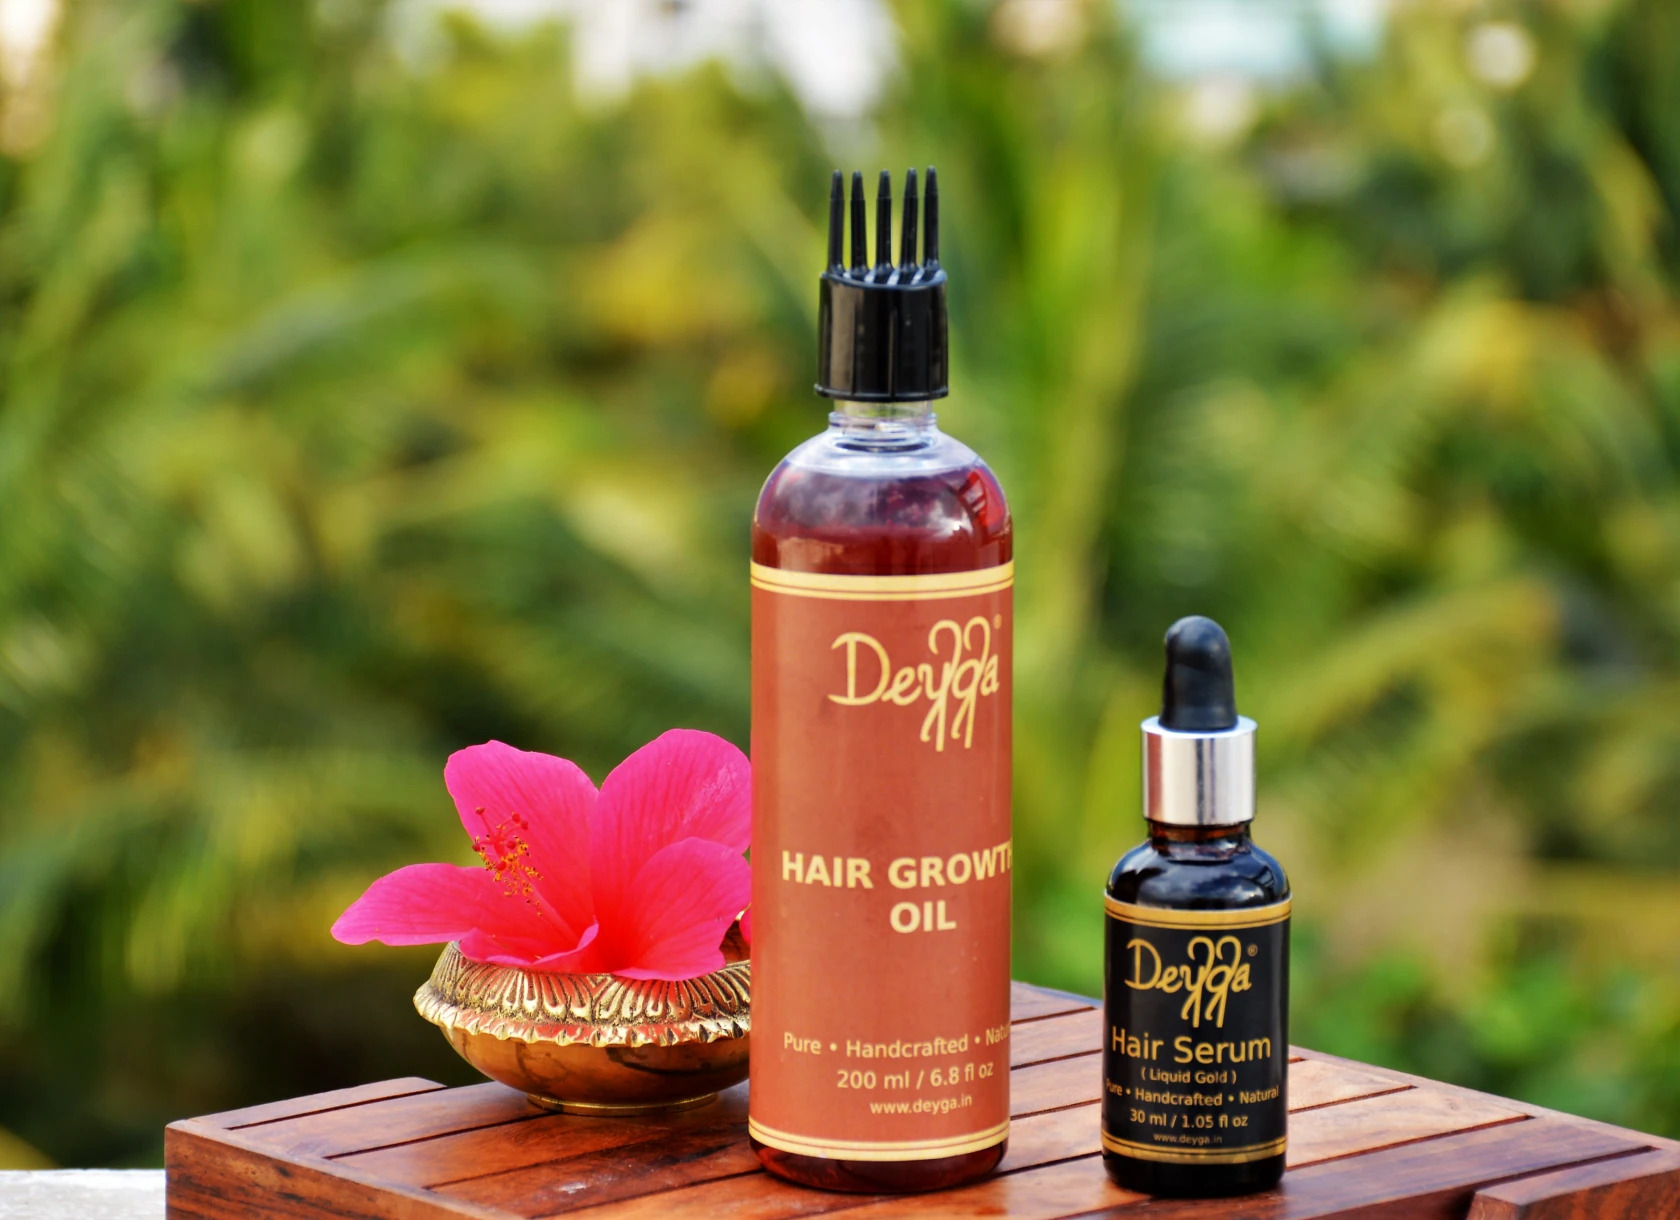 Deyga®
HAIR GROWTH
OIL
Pure • Handcrafted •
200 ml / 6.8 fl oz
www.deyga.in
Deyga®
Hair Serum
( Liquid Gold )
Pure • Handcrafted • Natural
30 ml / 1.05 fl oz
www.deyga.in